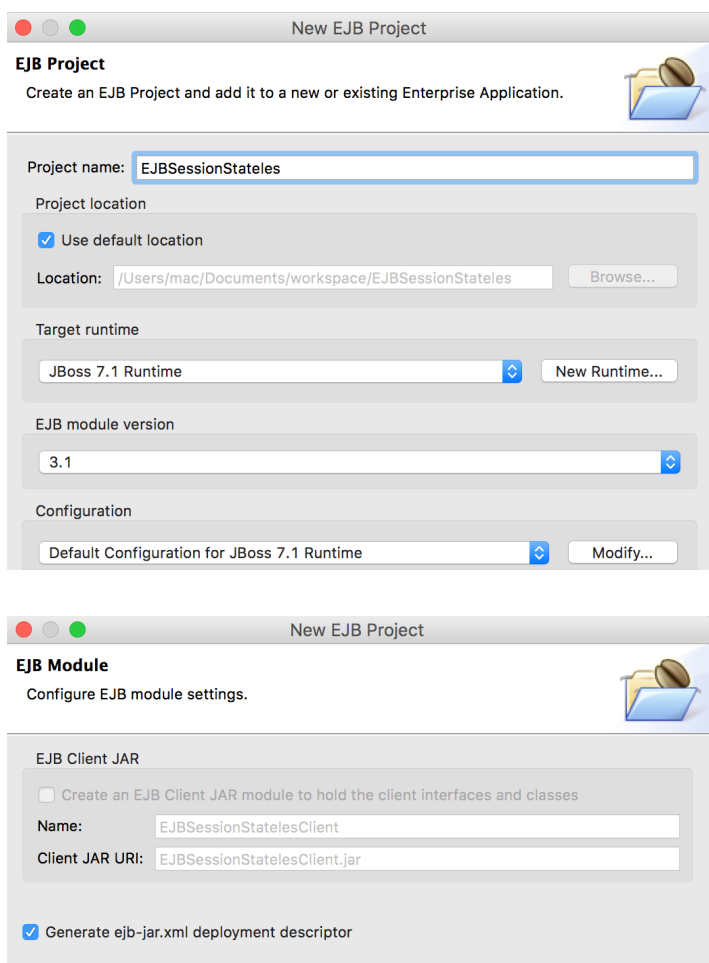 New EJB Project
EJB Project
Create an EJB Project and add it to a new or existing Enterprise Application.
Project name: EJBSessionStateles
Project location
Use default location
Location: /Users/mac/Documents/workspace/EJBSessionStateles Browse...
Target runtime
JBoss 7.1 Runtime New Runtime...
EJB module version
3.1
Configuration
Default Configuration for JBoss 7.1 Runtime Modify...
New EJB Project
EJB Module
Configure EJB module settings.
EJB Client JAR
Create an EJB Client JAR module to hold the client interfaces and classes
Name: EJBSessionStatelesClient
Client JAR URI: EJBSessionStatelesClient.jar
Generate ejb-jar.xml deployment descriptor